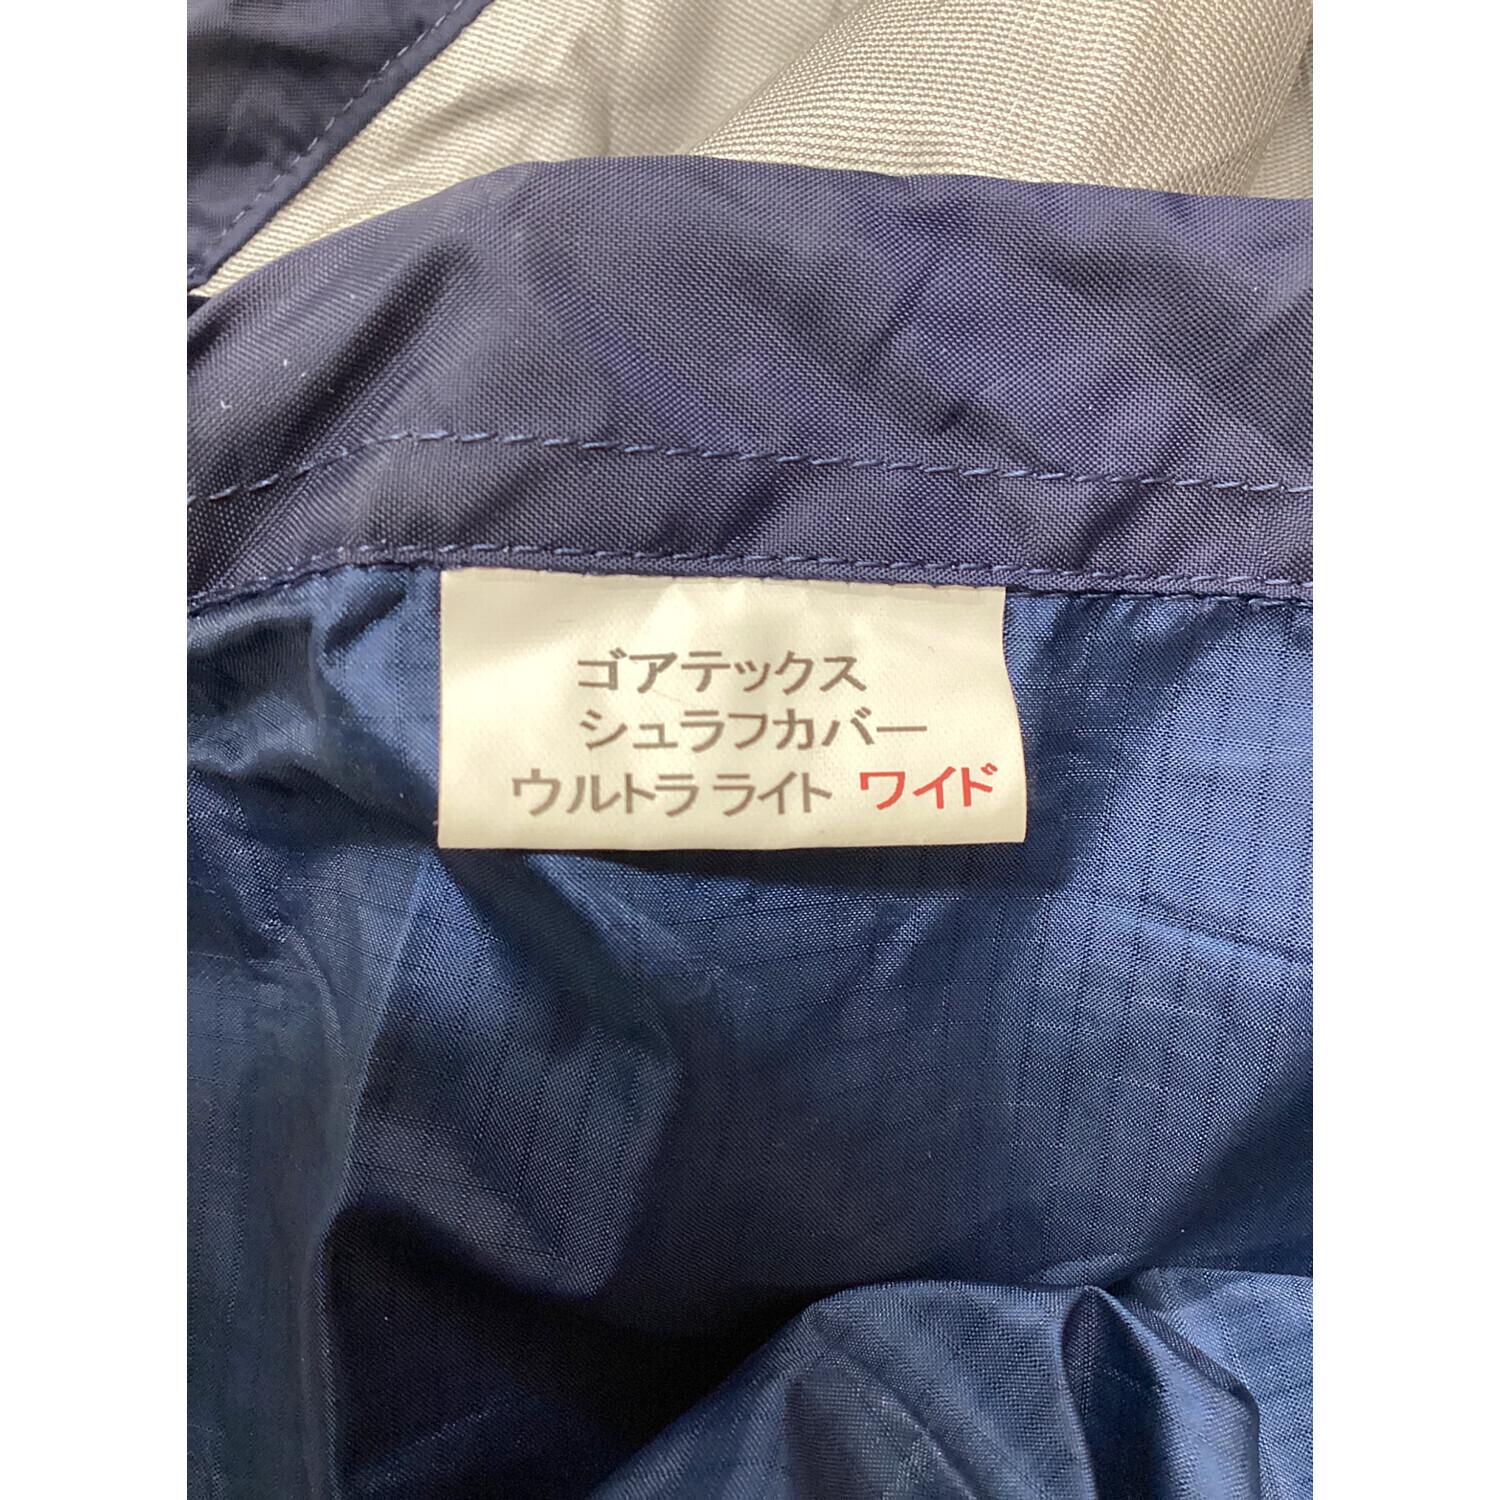 ゴアテックス
シュラフカバー
ウルトラライト ワイド